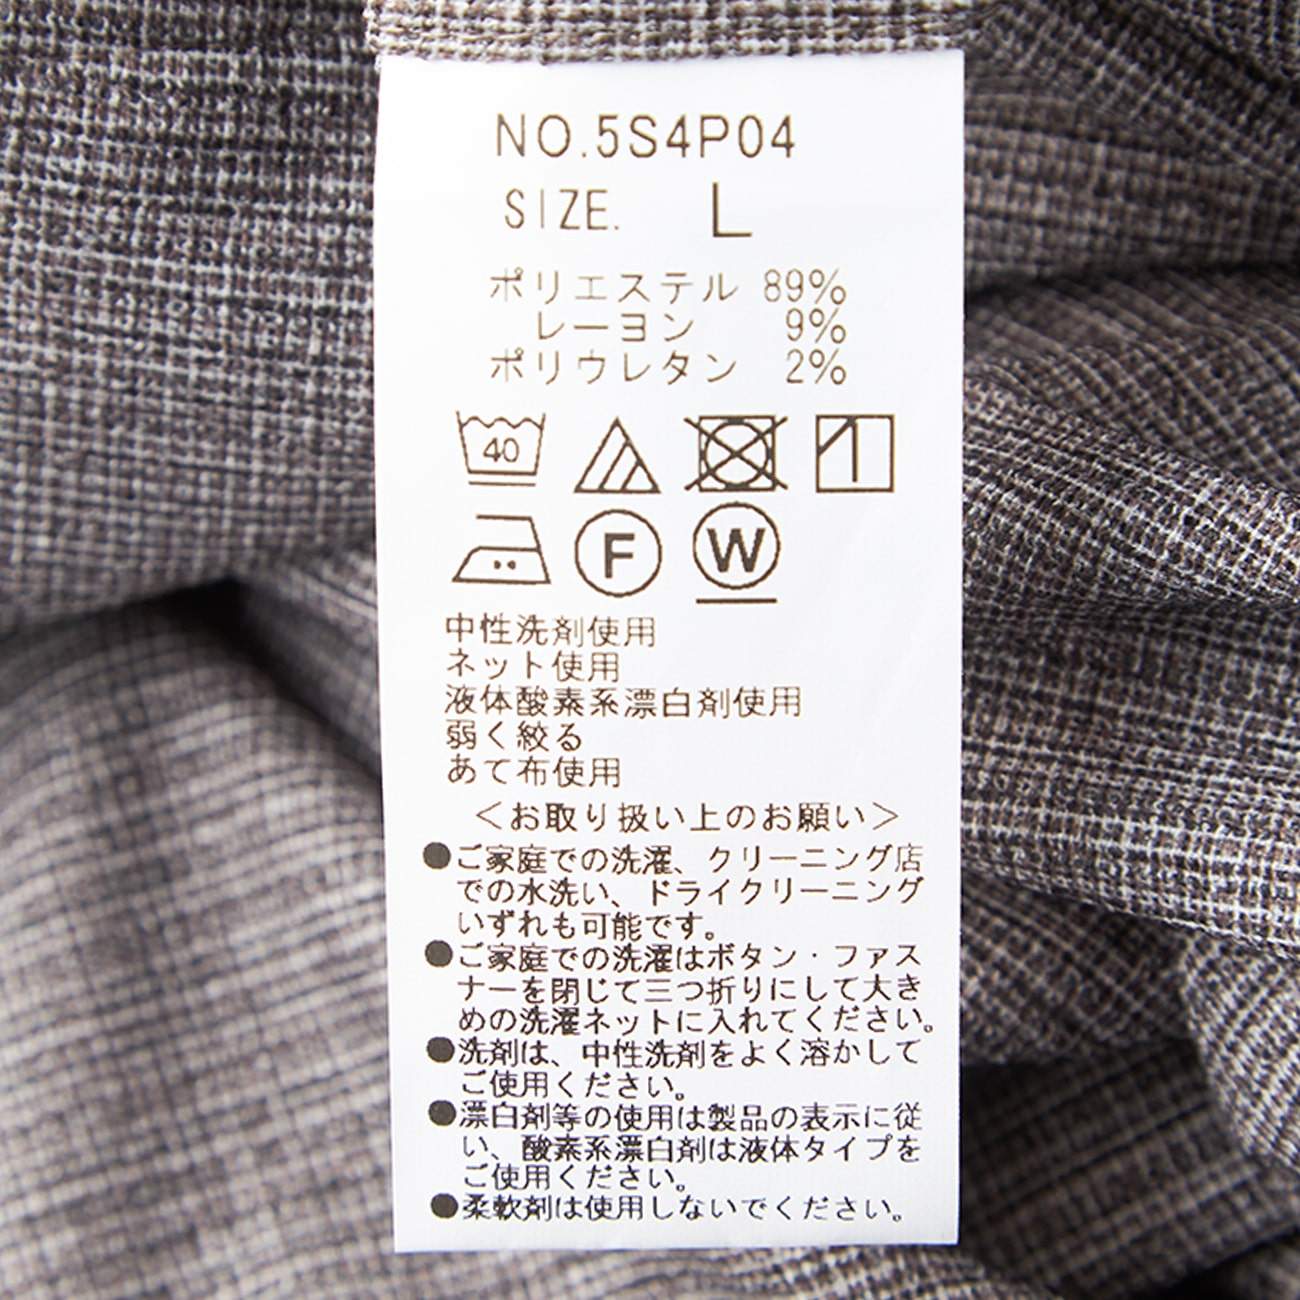 NO.5S4P04
SIZE. L
ポリエステル 89%
レーヨン 9%
ポリウレタン 2%
40
F W
中性洗剤使用
ネット使用
液体酸素系漂白剤使用
弱く絞る
あて布使用
＜お取り扱い上のお願い＞
●ご家庭での洗濯、クリーニング店
での水洗い、ドライクリーニング
いずれも可能です。
●ご家庭での洗濯はボタン・ファス
ナーを閉じて三つ折りにして大き
めの洗濯ネットに入れてください。
●洗剤は、中性洗剤をよく溶かして
ご使用ください。
●漂白剤等の使用は製品の表示に従
い、酸素系漂白剤は液体タイプを
ご使用ください。
●柔軟剤は使用しないでください。